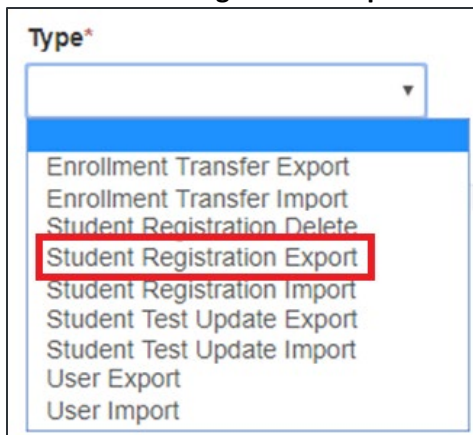 Type*
Enrollment Transfer Export
Enrollment Transfer Import
Student Registration Delete
Student Registration Export
Student Registration Import
Student Test Update Export
Student Test Update Import
User Export
User Import